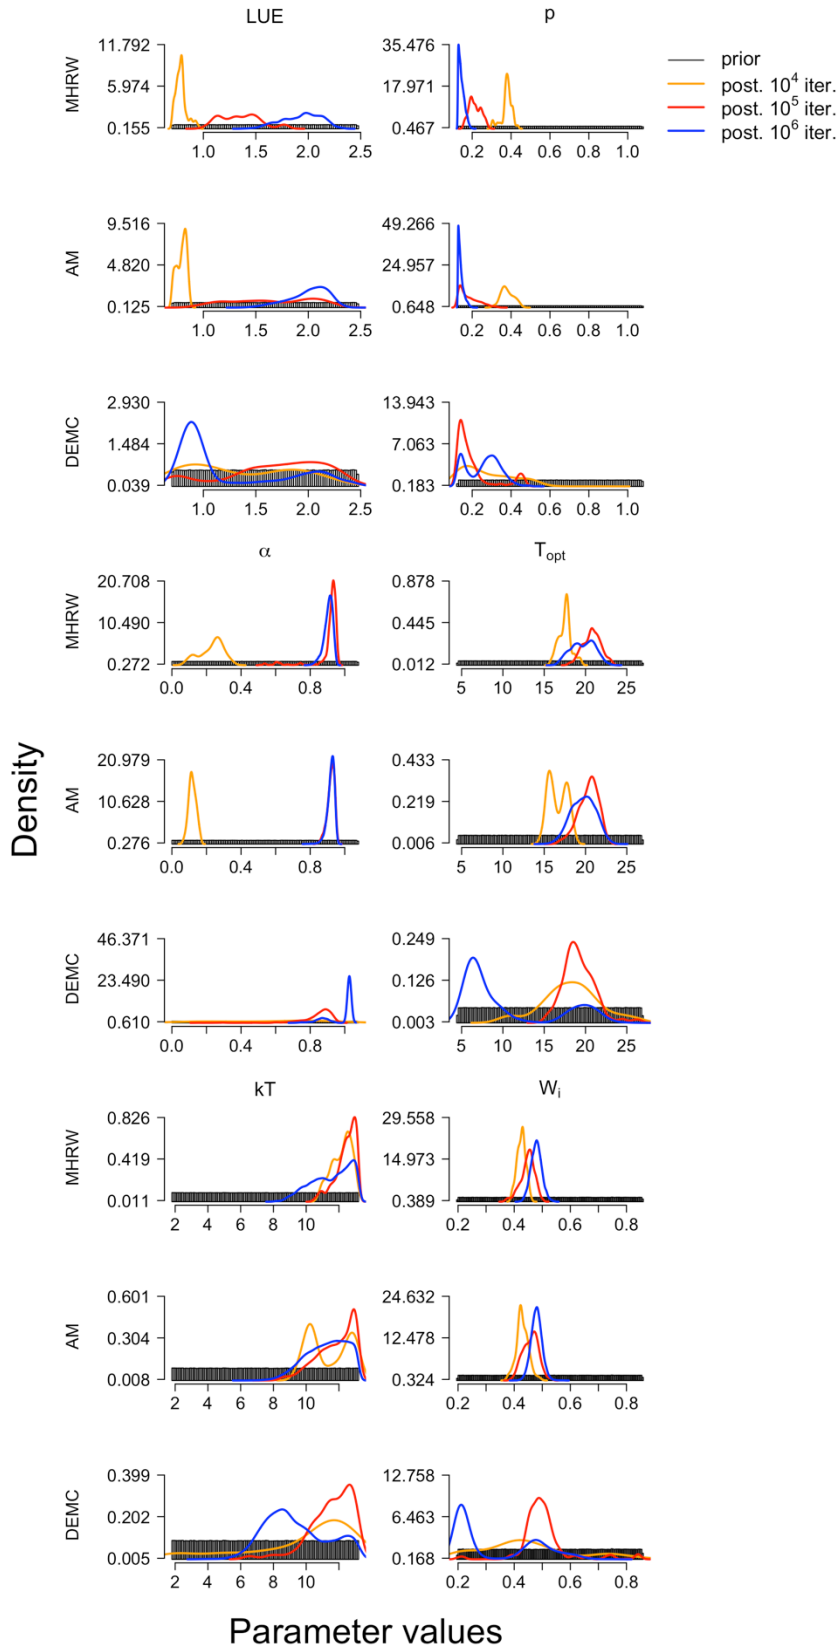 LUE p
MHRW 11.792 5.974 0.155 1.0 1.5 2.0 2.5
35.476 17.971 0.467 0.2 0.4 0.6 0.8 1.0
prior
post. 10^4 iter.
post. 10^5 iter.
post. 10^6 iter.
AM 9.516 4.820 0.125 1.0 1.5 2.0 2.5
49.266 24.957 0.648 0.2 0.4 0.6 0.8 1.0
DEMC 2.930 1.484 0.039 1.0 1.5 2.0 2.5
13.943 7.063 0.183 0.2 0.4 0.6 0.8 1.0
α T_opt
MHRW 20.708 10.490 0.272 0.0 0.4 0.8
0.878 0.445 0.012 5 10 15 20 25
Density
AM 20.979 10.628 0.276 0.0 0.4 0.8
0.433 0.219 0.006 5 10 15 20 25
DEMC 46.371 23.490 0.610 0.0 0.4 0.8
0.249 0.126 0.003 5 10 15 20 25
kT W_i
MHRW 0.826 0.419 0.011 2 4 6 8 10
29.558 14.973 0.389 0.2 0.4 0.6 0.8
AM 0.601 0.304 0.008 2 4 6 8 10
24.632 12.478 0.324 0.2 0.4 0.6 0.8
DEMC 0.399 0.202 0.005 2 4 6 8 10
12.758 6.463 0.168 0.2 0.4 0.6 0.8
Parameter values